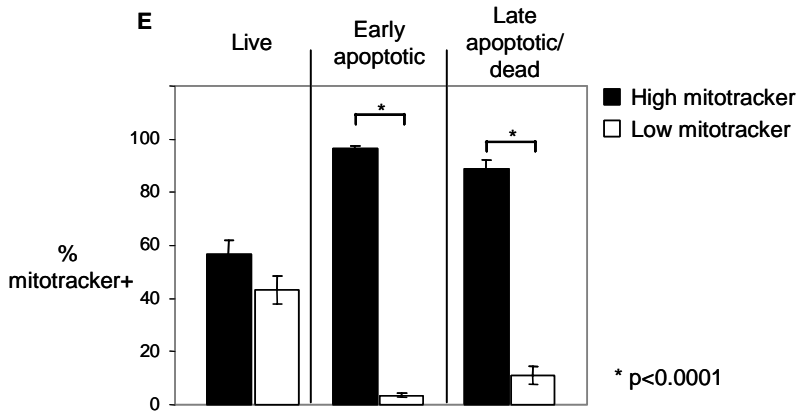 E
Live
Early
apoptotic
Late
apoptotic/
dead
High mitotracker
Low mitotracker
*
*
100
80
60
40
20
0
%
mitotracker+
* p<0.0001